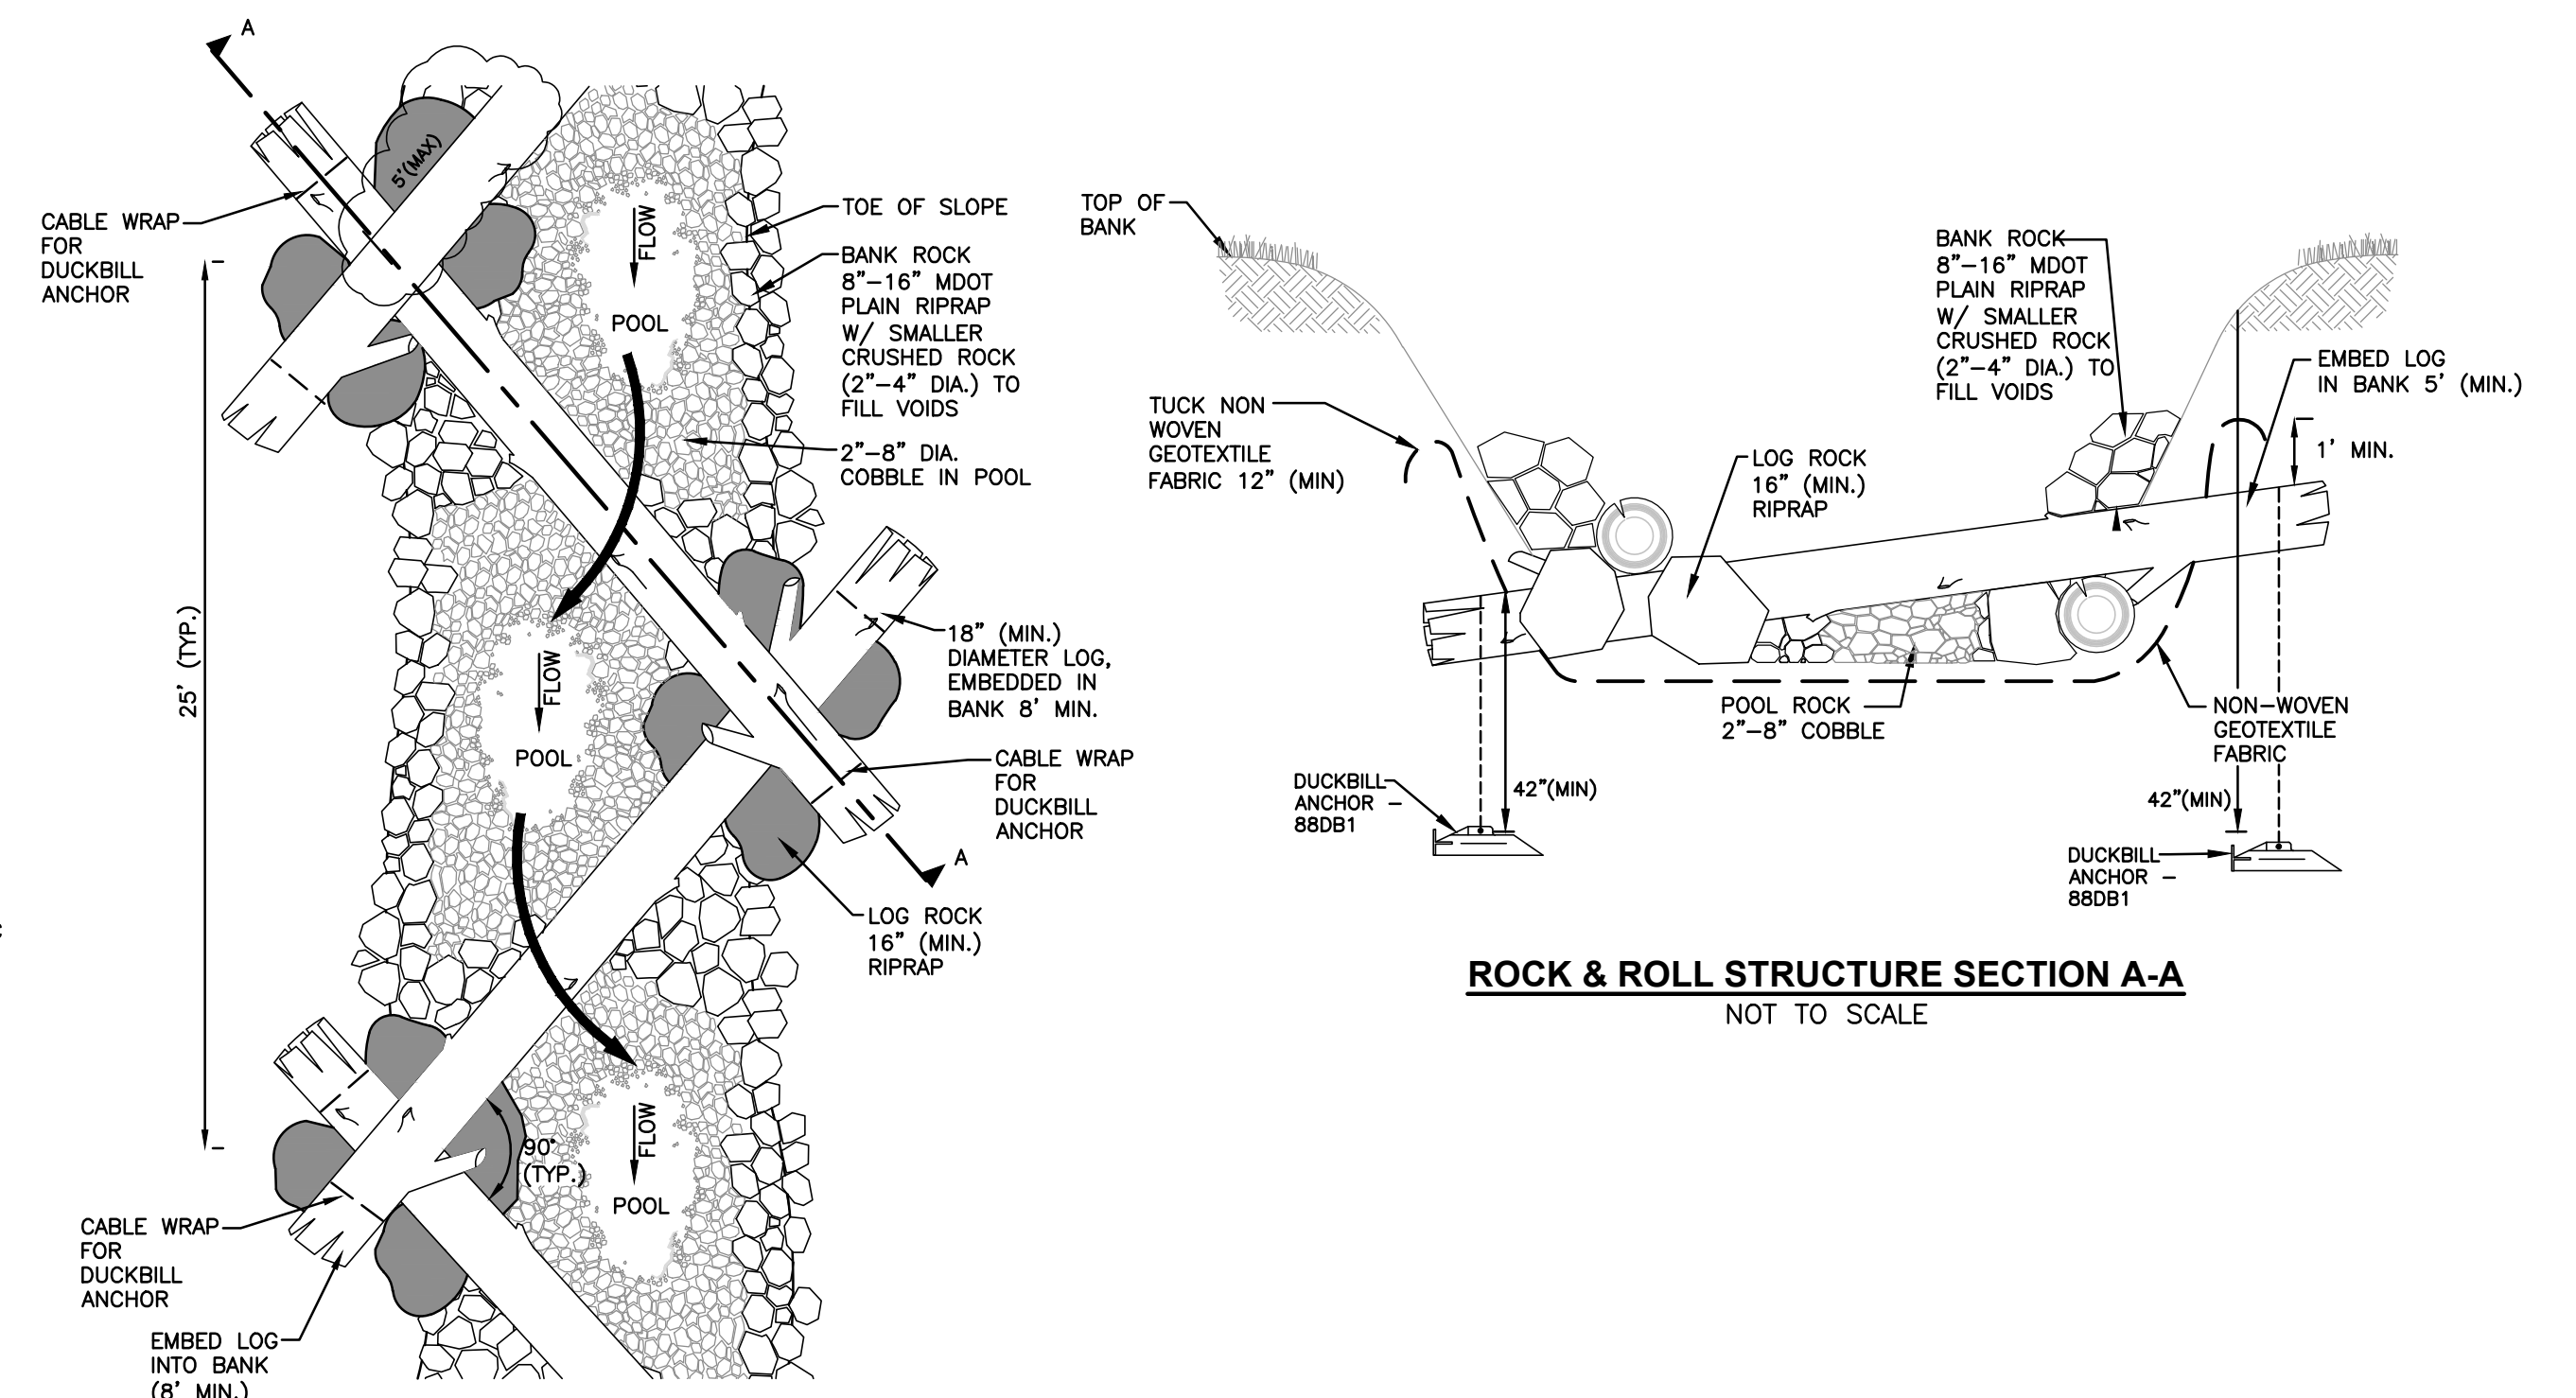 A
5'(MAX)
CABLE WRAP
FOR
DUCKBILL
ANCHOR
FLOW
POOL
TOE OF SLOPE
BANK ROCK
8"-16" MDOT
PLAIN RIPRAP
W/ SMALLER
CRUSHED ROCK
(2"-4" DIA.) TO
FILL VOIDS
2"-8" DIA.
COBBLE IN POOL
25' (TYP.)
FLOW
POOL
18" (MIN.)
DIAMETER LOG,
EMBEDDED IN
BANK 8' MIN.
CABLE WRAP
FOR
DUCKBILL
ANCHOR
A
LOG ROCK
16" (MIN.)
RIPRAP
90°
(TYP.)
FLOW
POOL
CABLE WRAP
FOR
DUCKBILL
ANCHOR
EMBED LOG
INTO BANK
(8' MIN.)
TOP OF
BANK
TUCK NON
WOVEN
GEOTEXTILE
FABRIC 12" (MIN)
LOG ROCK
16" (MIN.)
RIPRAP
BANK ROCK
8"-16" MDOT
PLAIN RIPRAP
W/ SMALLER
CRUSHED ROCK
(2"-4" DIA.) TO
FILL VOIDS
EMBED LOG
IN BANK 5' (MIN.)
1' MIN.
POOL ROCK
2"-8" COBBLE
NON-WOVEN
GEOTEXTILE
FABRIC
DUCKBILL
ANCHOR -
88DB1
42"(MIN)
42"(MIN)
DUCKBILL
ANCHOR -
88DB1
ROCK & ROLL STRUCTURE SECTION A-A
NOT TO SCALE